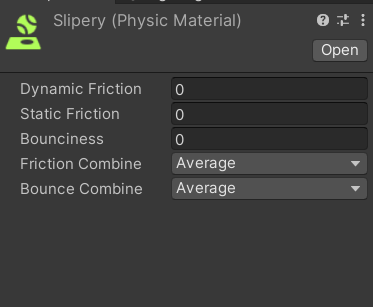 Slipery (Physic Material)
Open
Dynamic Friction 0
Static Friction 0
Bounciness 0
Friction Combine Average
Bounce Combine Average